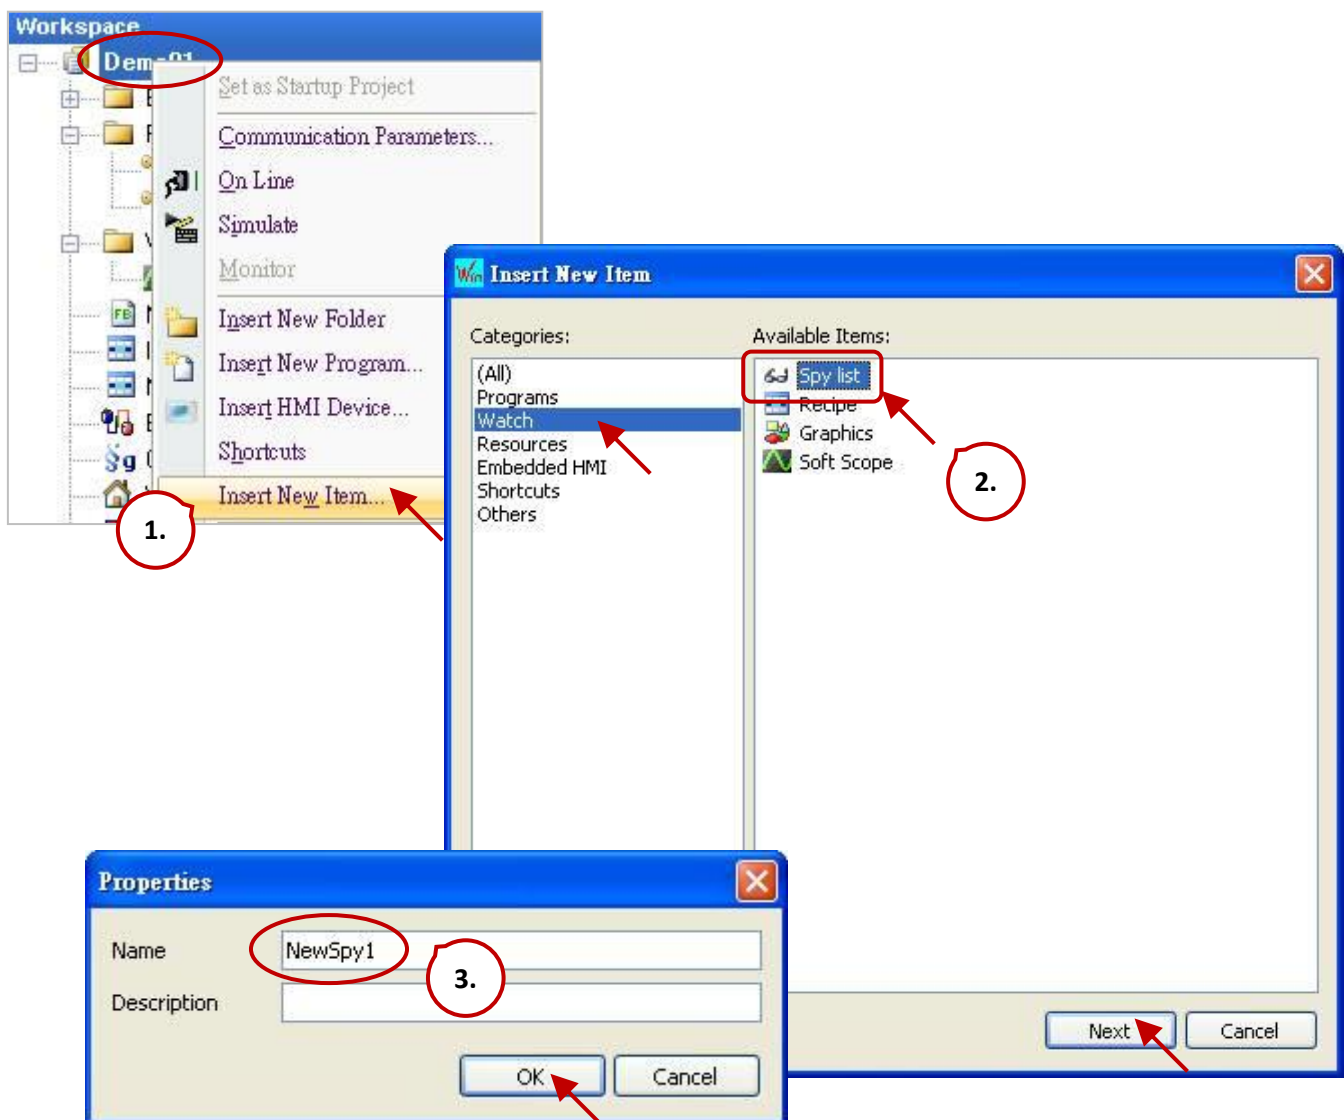 Workspace
Set as Startup Project
Communication Parameters...
On Line
Simulate
Monitor
Insert New Folder
Insert New Program...
Insert HMI Device...
Shortcuts
Insert New Item...
1.
Insert New Item
Categories:
(All)
Programs
Watch
Resources
Embedded HMI
Shortcuts
Others
Available Items:
Spy list
Recipe
Graphics
Soft Scope
2.
Next
Cancel
Properties
Name
NewSpy1
Description
3.
OK
Cancel